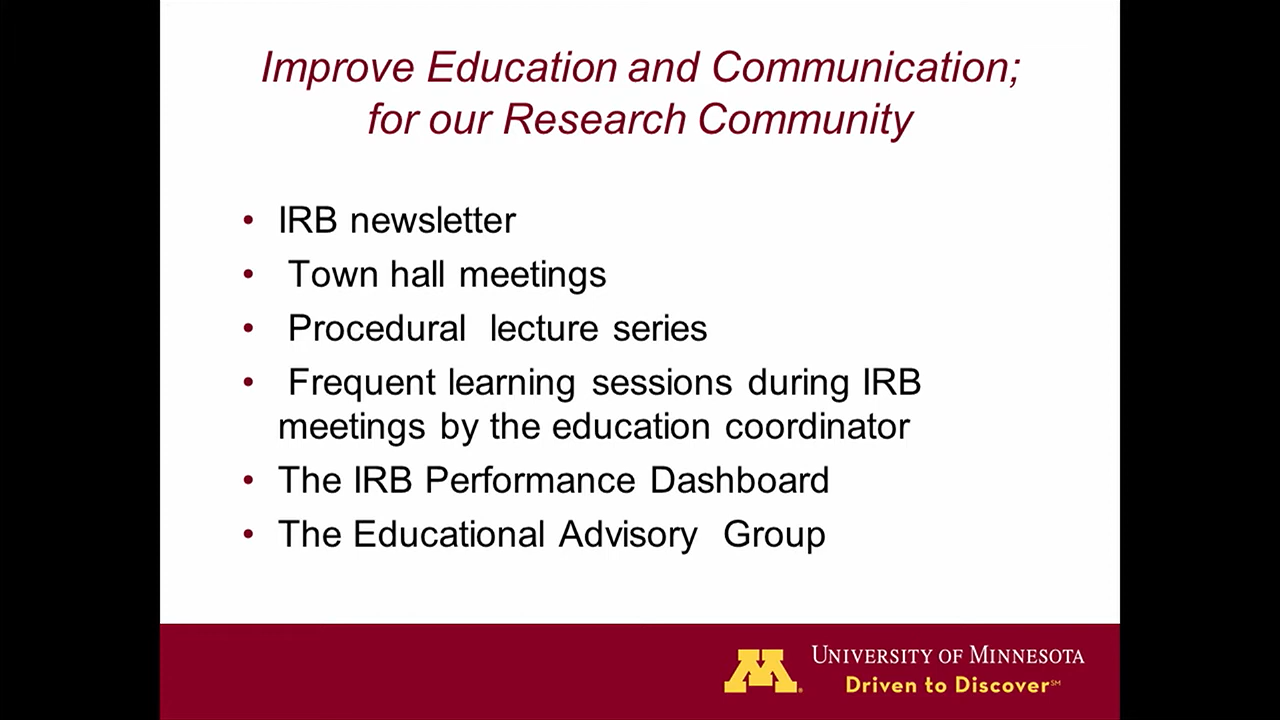 Improve Education and Communication;
for our Research Community
• IRB newsletter
• Town hall meetings
• Procedural lecture series
• Frequent learning sessions during IRB
meetings by the education coordinator
• The IRB Performance Dashboard
• The Educational Advisory Group
M®
UNIVERSITY OF MINNESOTA
Driven to Discover℠